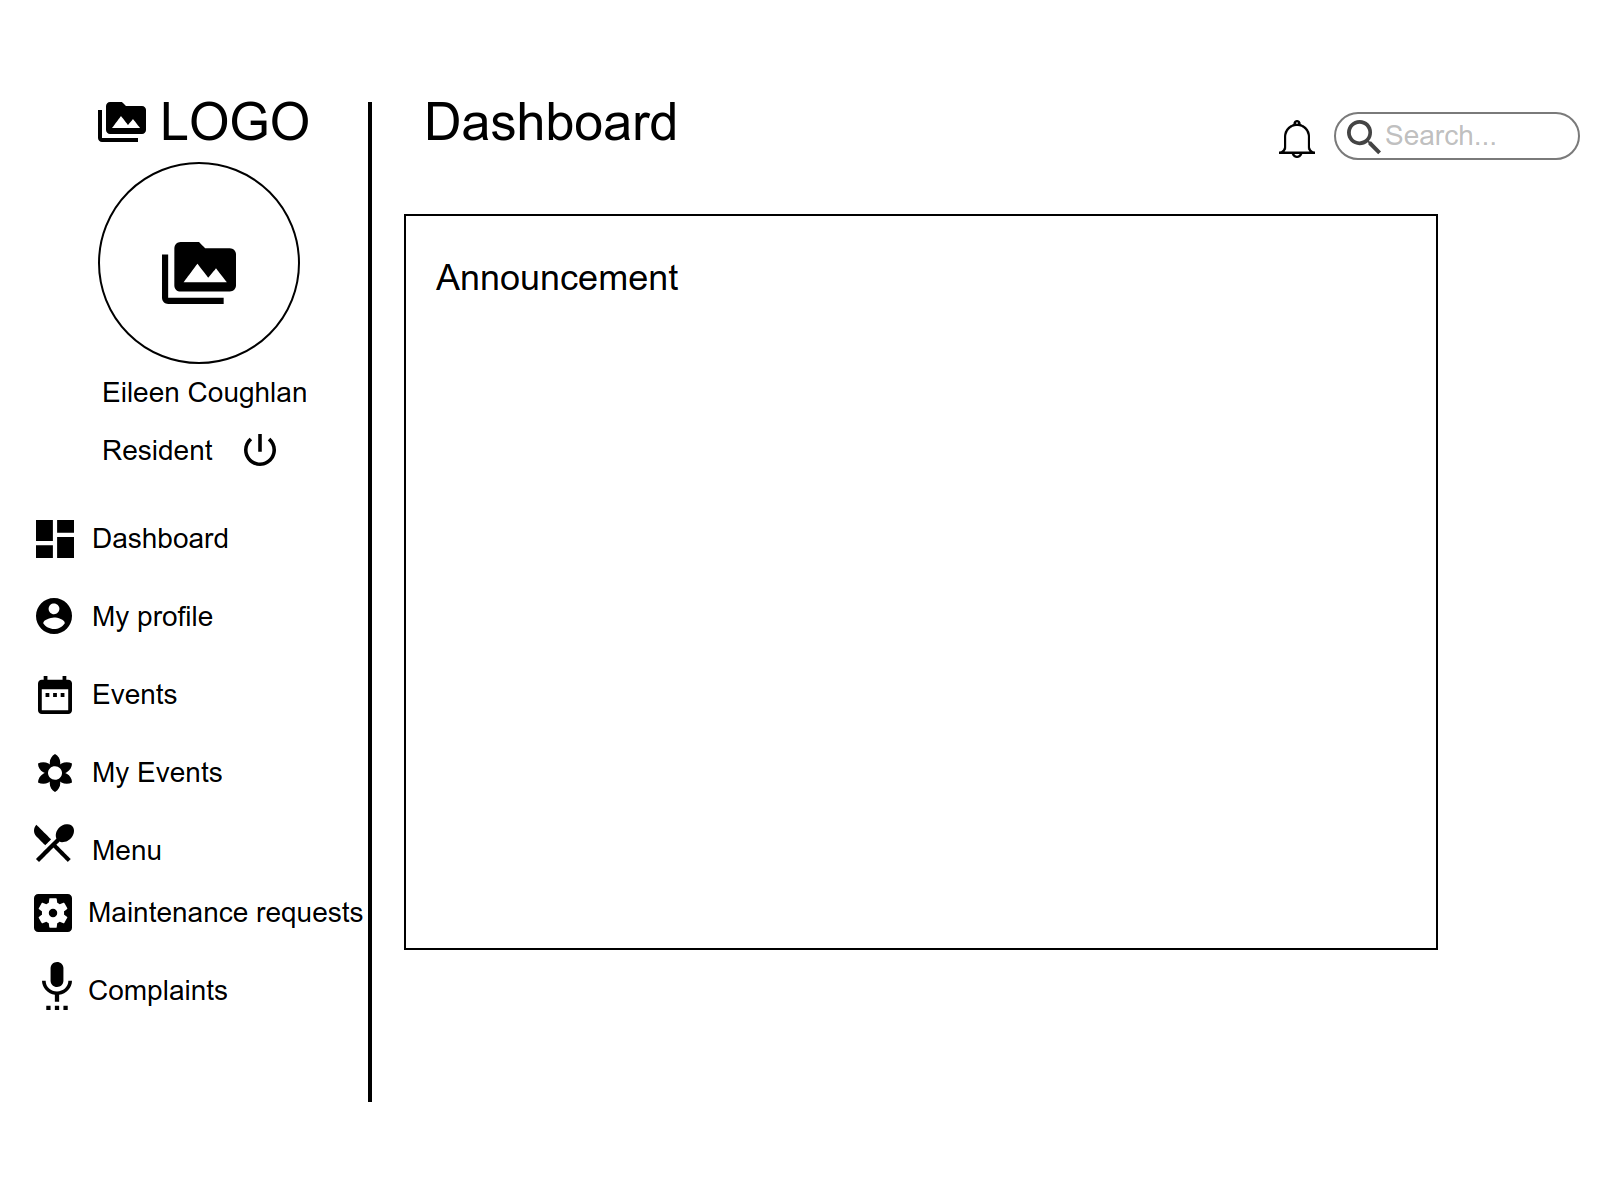 LOGO
Dashboard
Search...
Eileen Coughlan
Resident
Dashboard
My profile
Events
My Events
Menu
Maintenance requests
Complaints
Announcement